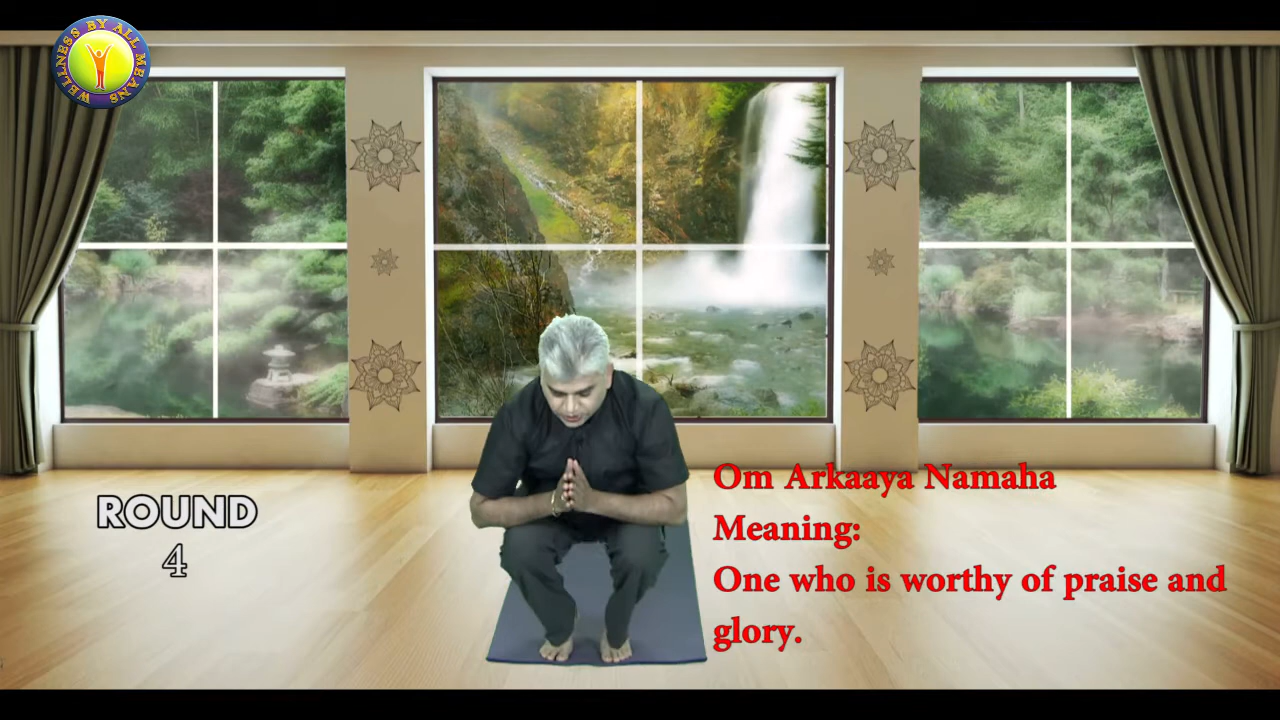 WELLNESS BY ALL MEANS
ROUND
4
Om Arkaaya Namaha
Meaning:
One who is worthy of praise and
glory.